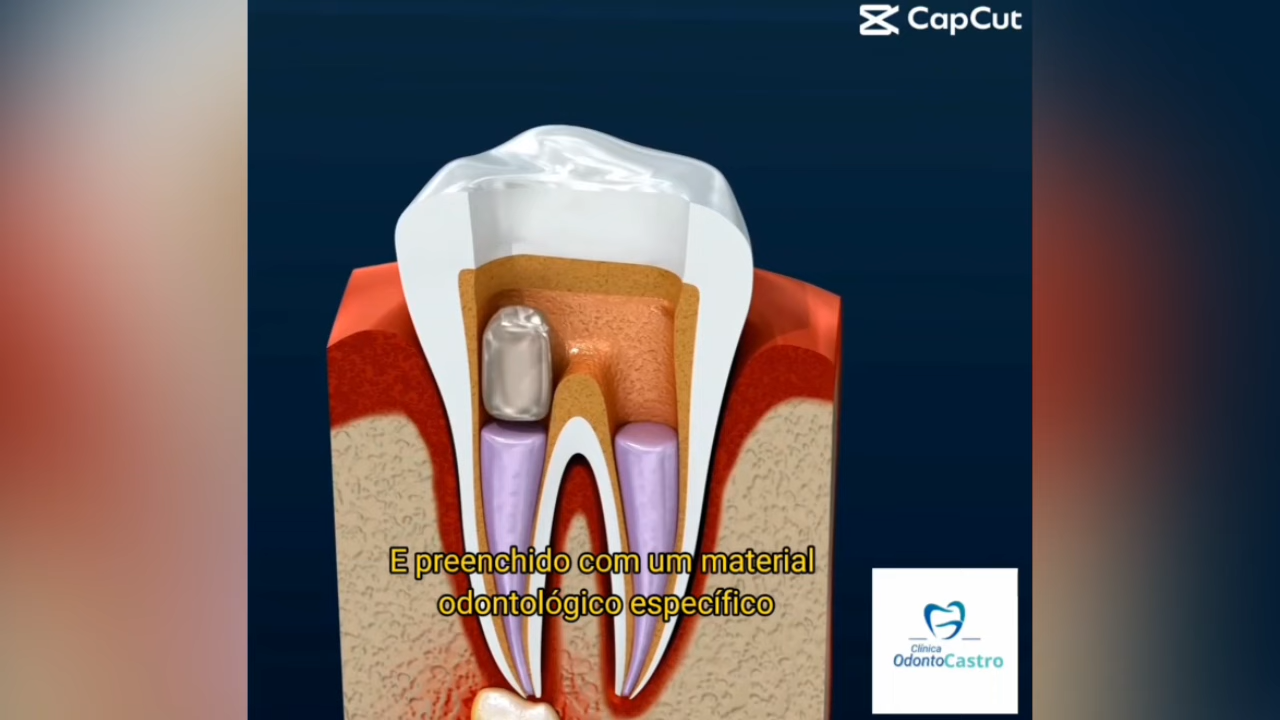 CapCut
E preenchido com um material
odontológico específico
Clínica
OdontoCastro